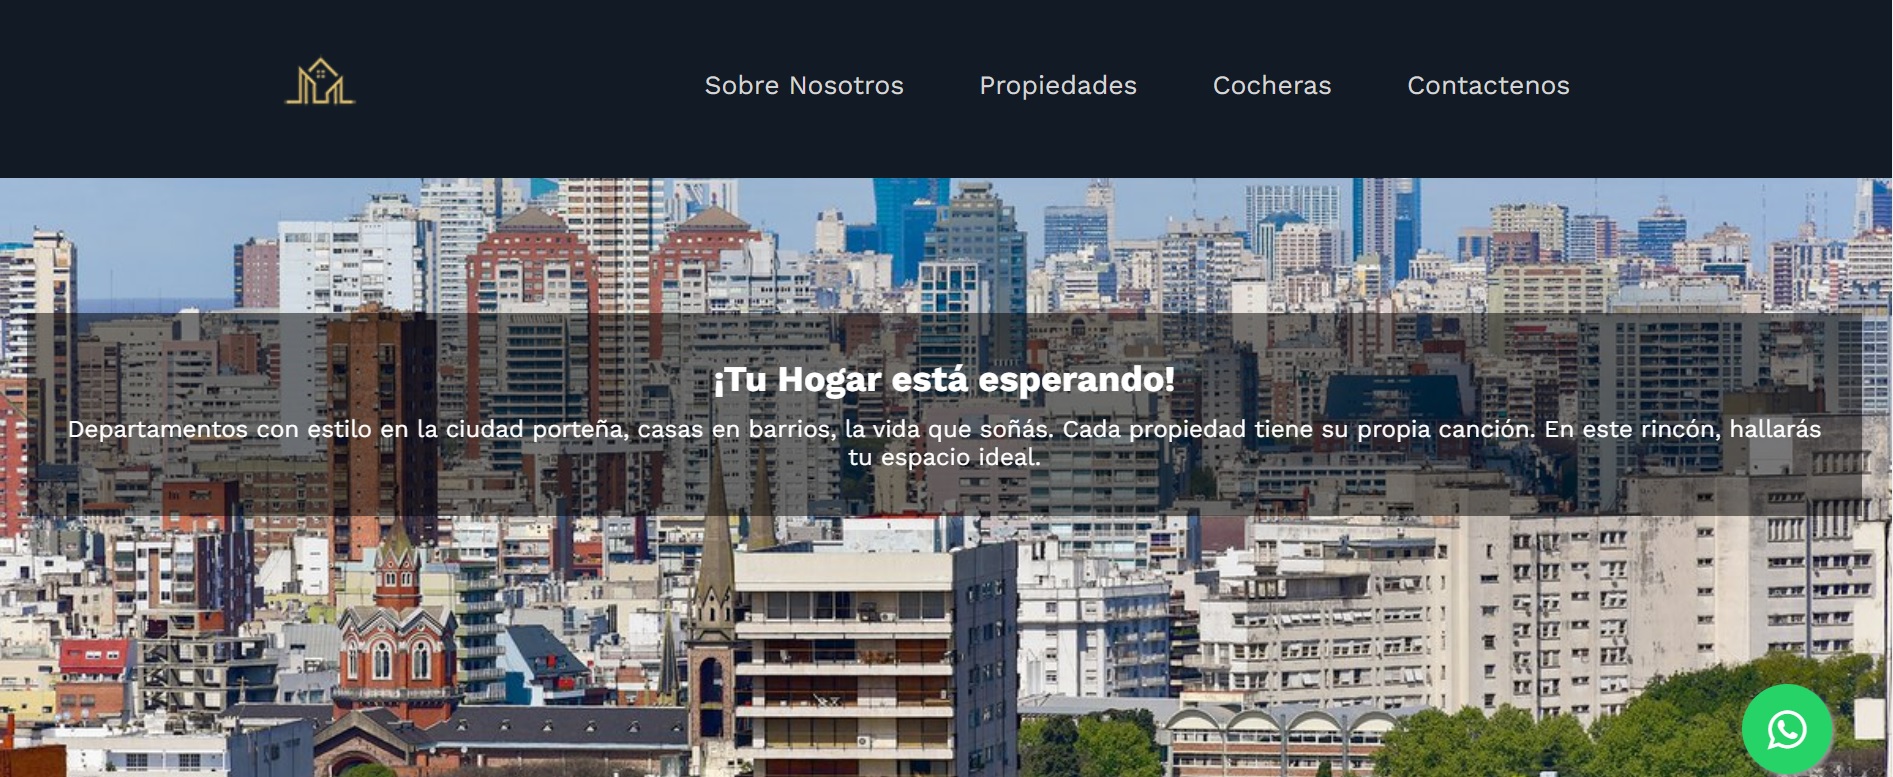 Sobre Nosotros Propiedades Cocheras Contactenos
¡Tu Hogar está esperando!
Departamentos con estilo en la ciudad porteña, casas en barrios, la vida que soñás. Cada propiedad tiene su propia canción. En este rincón, hallarás
tu espacio ideal.